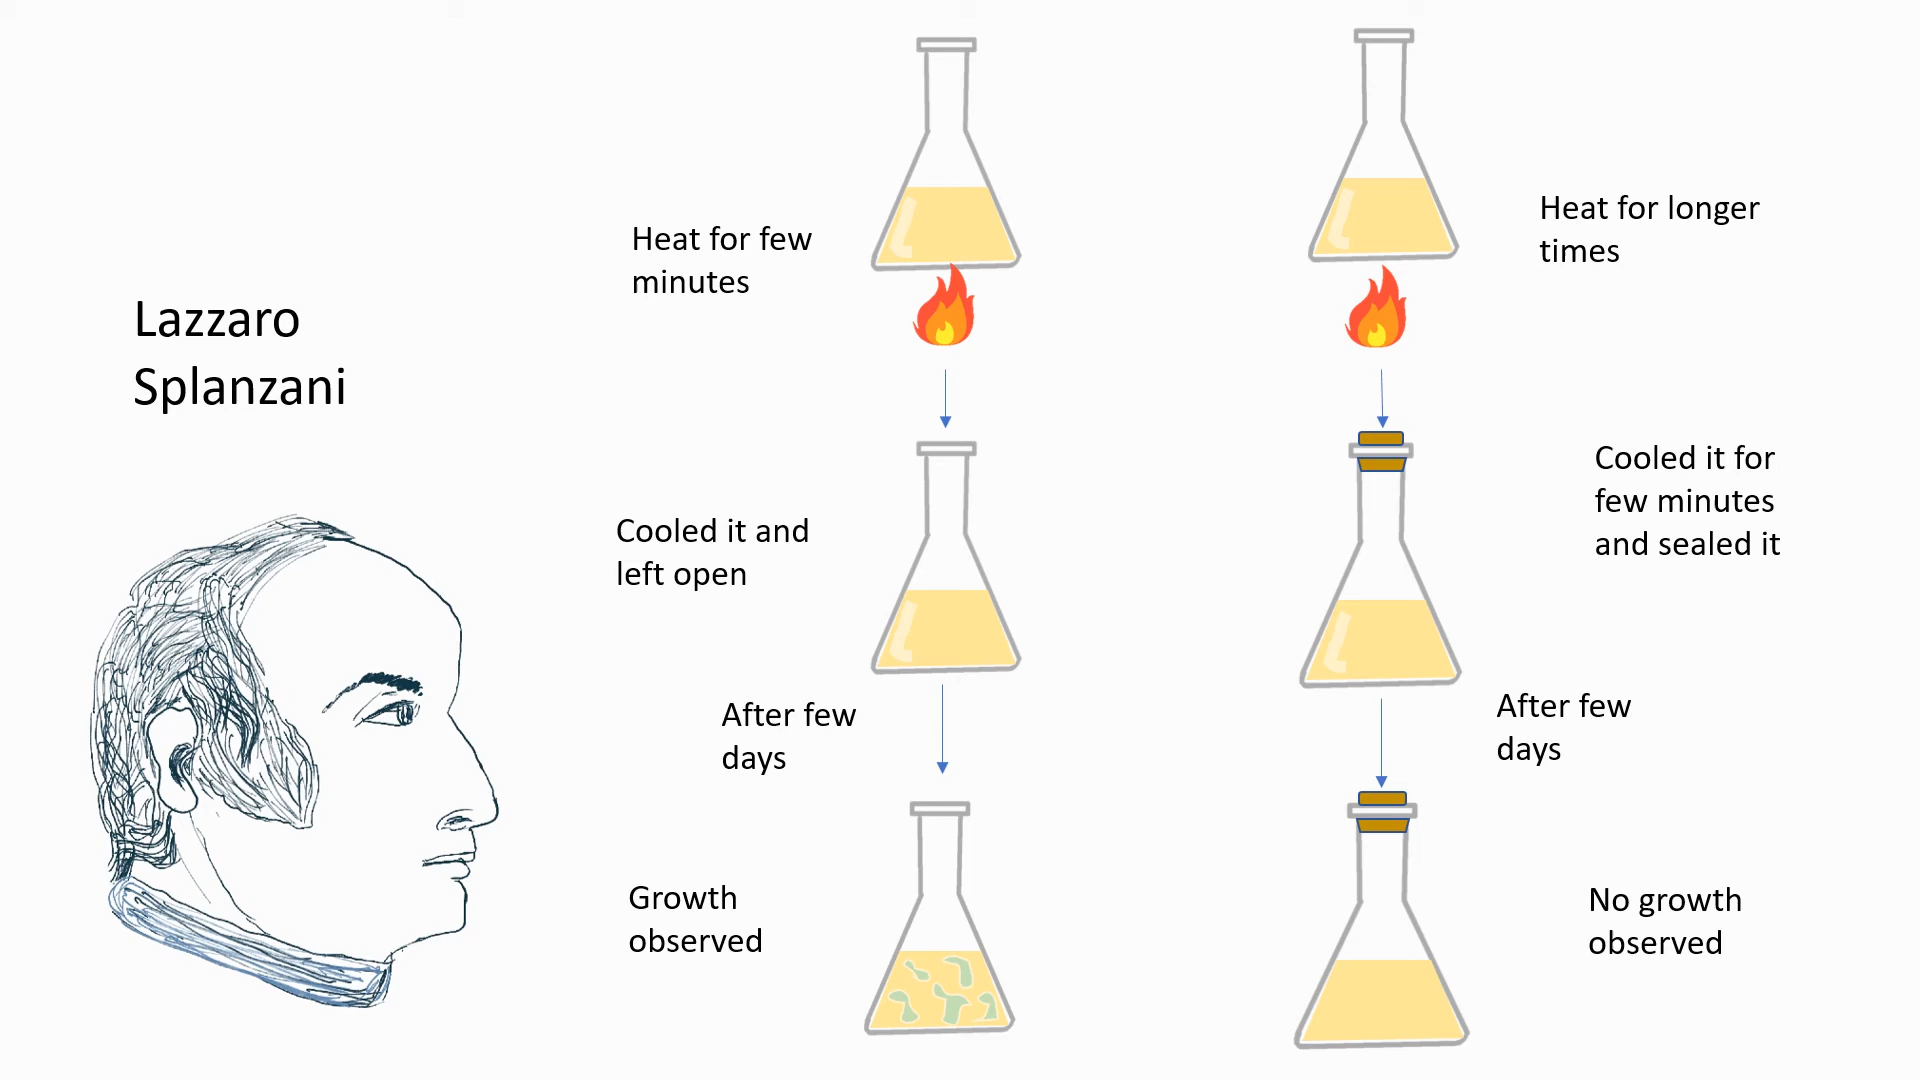 Lazzaro
Splanzani
Heat for few
minutes
Cooled it and
left open
After few
days
Growth
observed
Heat for longer
times
Cooled it for
few minutes
and sealed it
After few
days
No growth
observed